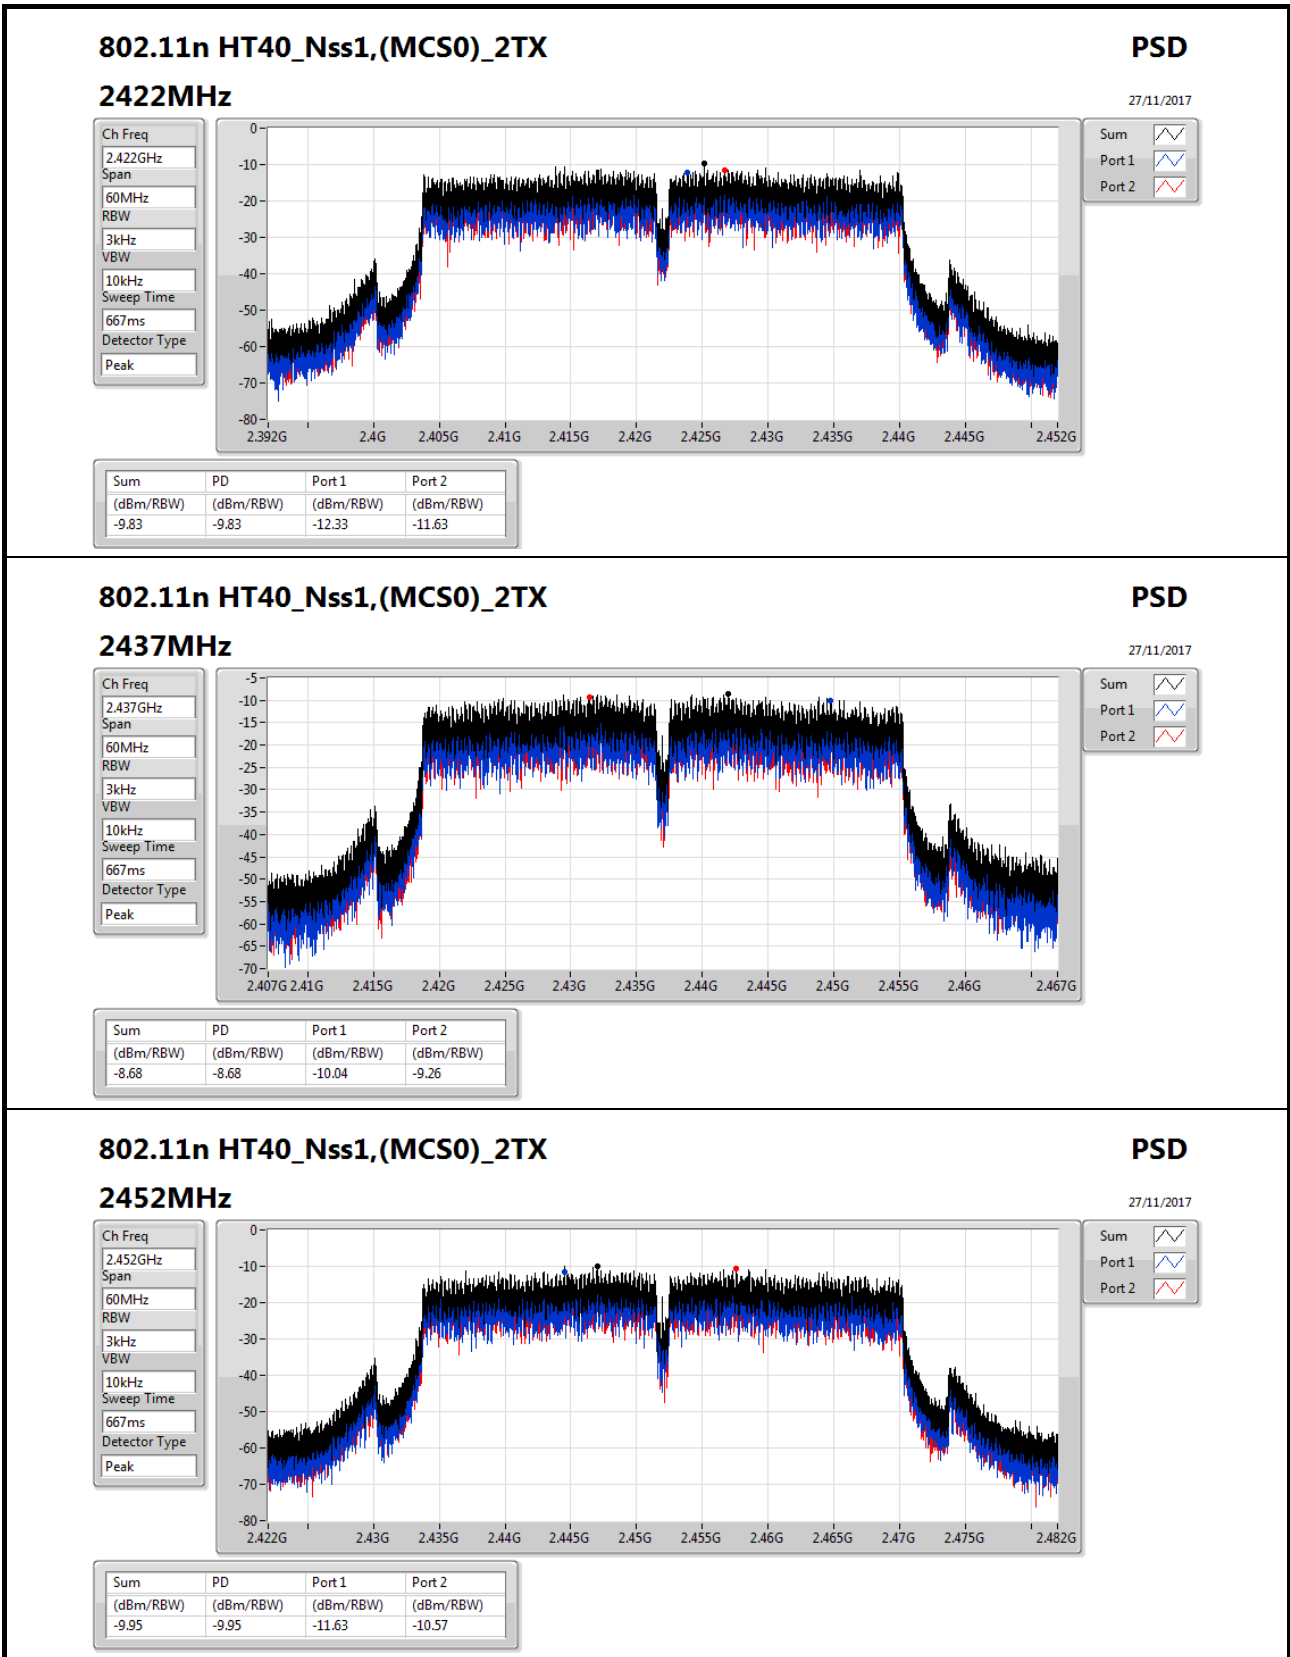 802.11n HT40_Nss1,(MCS0)_2TX PSD
2422MHz 27/11/2017
Ch Freq
2.422GHz
Span
60MHz
RBW
3kHz
VBW
10kHz
Sweep Time
667ms
Detector Type
Peak
0
-10
-20
-30
-40
-50
-60
-70
-80
2.392G 2.4G 2.405G 2.41G 2.415G 2.42G 2.425G 2.43G 2.435G 2.44G 2.445G 2.452G
Sum
Port 1
Port 2
Sum PD Port 1 Port 2
(dBm/RBW) (dBm/RBW) (dBm/RBW) (dBm/RBW)
-9.83 -9.83 -12.33 -11.63
802.11n HT40_Nss1,(MCS0)_2TX PSD
2437MHz 27/11/2017
Ch Freq
2.437GHz
Span
60MHz
RBW
3kHz
VBW
10kHz
Sweep Time
667ms
Detector Type
Peak
-5
-10
-15
-20
-25
-30
-35
-40
-45
-50
-55
-60
-65
-70
2.407G 2.41G 2.415G 2.42G 2.425G 2.43G 2.435G 2.44G 2.445G 2.45G 2.455G 2.46G 2.467G
Sum
Port 1
Port 2
Sum PD Port 1 Port 2
(dBm/RBW) (dBm/RBW) (dBm/RBW) (dBm/RBW)
-8.68 -8.68 -10.04 -9.26
802.11n HT40_Nss1,(MCS0)_2TX PSD
2452MHz 27/11/2017
Ch Freq
2.452GHz
Span
60MHz
RBW
3kHz
VBW
10kHz
Sweep Time
667ms
Detector Type
Peak
0
-10
-20
-30
-40
-50
-60
-70
-80
2.422G 2.43G 2.435G 2.44G 2.445G 2.45G 2.455G 2.46G 2.465G 2.47G 2.475G 2.482G
Sum
Port 1
Port 2
Sum PD Port 1 Port 2
(dBm/RBW) (dBm/RBW) (dBm/RBW) (dBm/RBW)
-9.95 -9.95 -11.63 -10.57